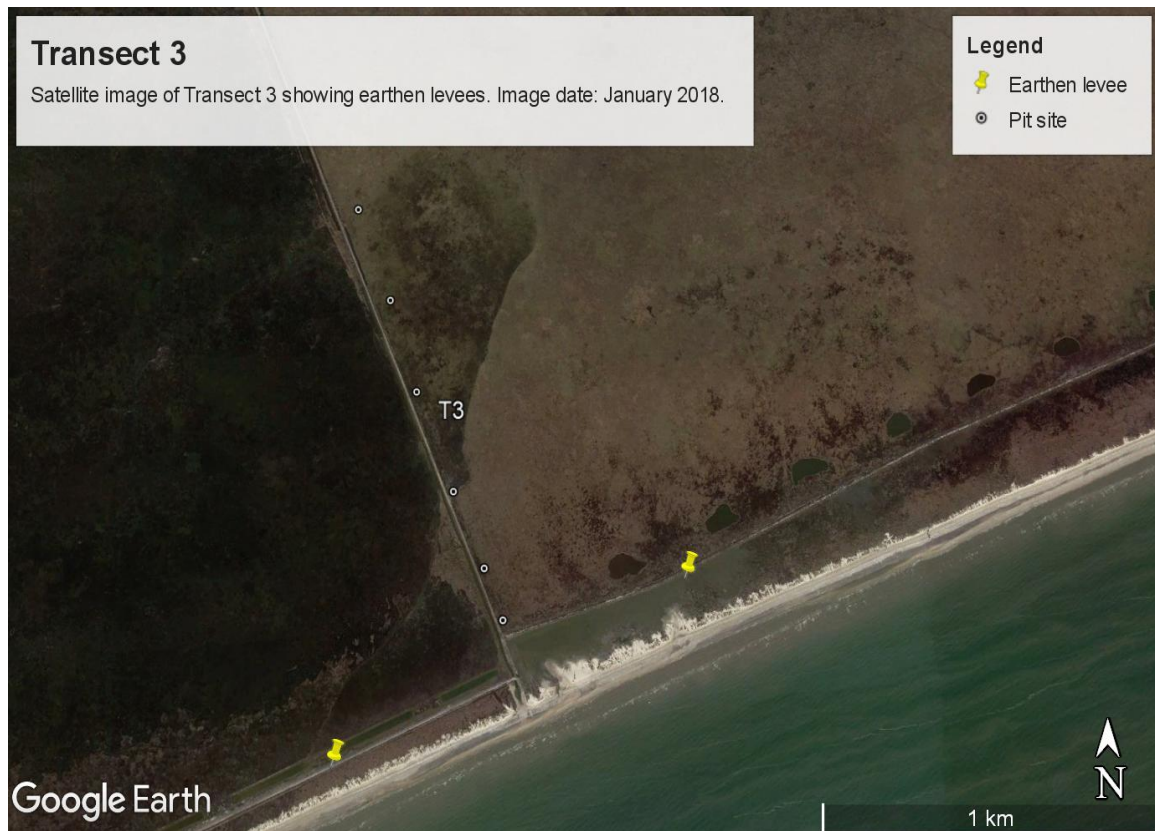 Transect 3
Satellite image of Transect 3 showing earthen levees. Image date: January 2018.
Legend
Earthen levee
Pit site
T3
Google Earth
N
1 km